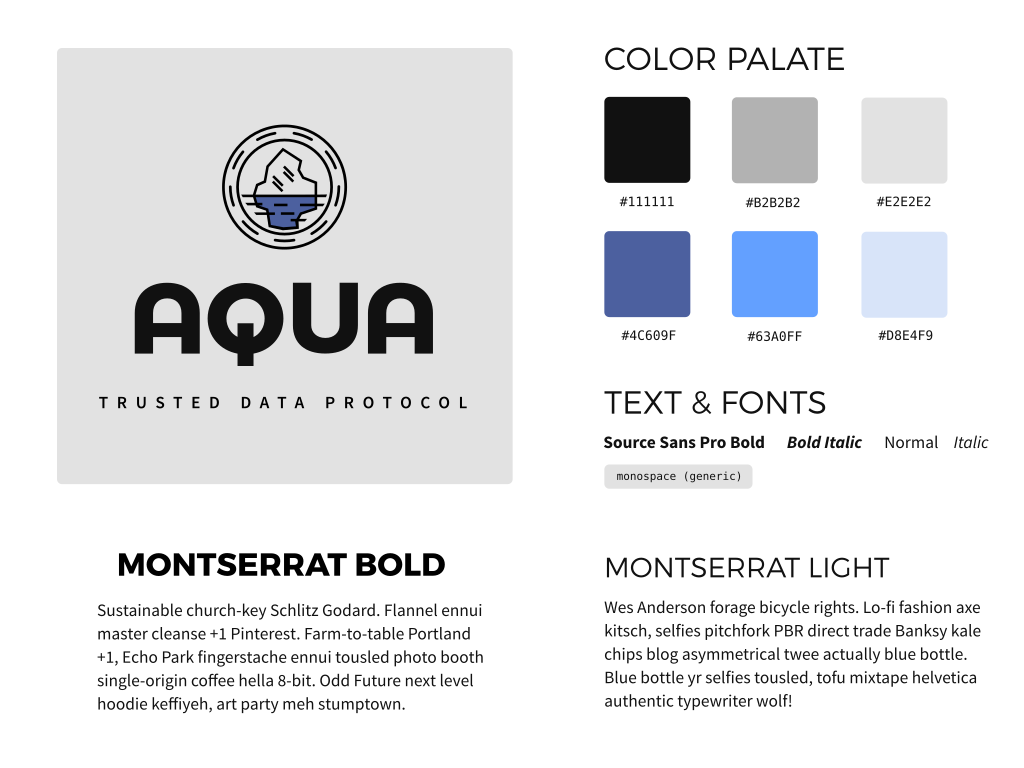 AQUA
TRUSTED DATA PROTOCOL
COLOR PALATE
#111111 #B2B2B2 #E2E2E2
#4C609F #63A0FF #D8E4F9
TEXT & FONTS
Source Sans Pro Bold Bold Italic Normal Italic
monospace (generic)
MONTSERRAT BOLD
Sustainable church-key Schlitz Godard. Flannel ennui
master cleanse +1 Pinterest. Farm-to-table Portland
+1, Echo Park fingerstache ennui tousled photo booth
single-origin coffee hella 8-bit. Odd Future next level
hoodie keffiyeh, art party meh stumptown.
MONTSERRAT LIGHT
Wes Anderson forage bicycle rights. Lo-fi fashion axe
kitsch, selfies pitchfork PBR direct trade Banksy kale
chips blog asymmetrical twee actually blue bottle.
Blue bottle yr selfies tousled, tofu mixtape helvetica
authentic typewriter wolf!